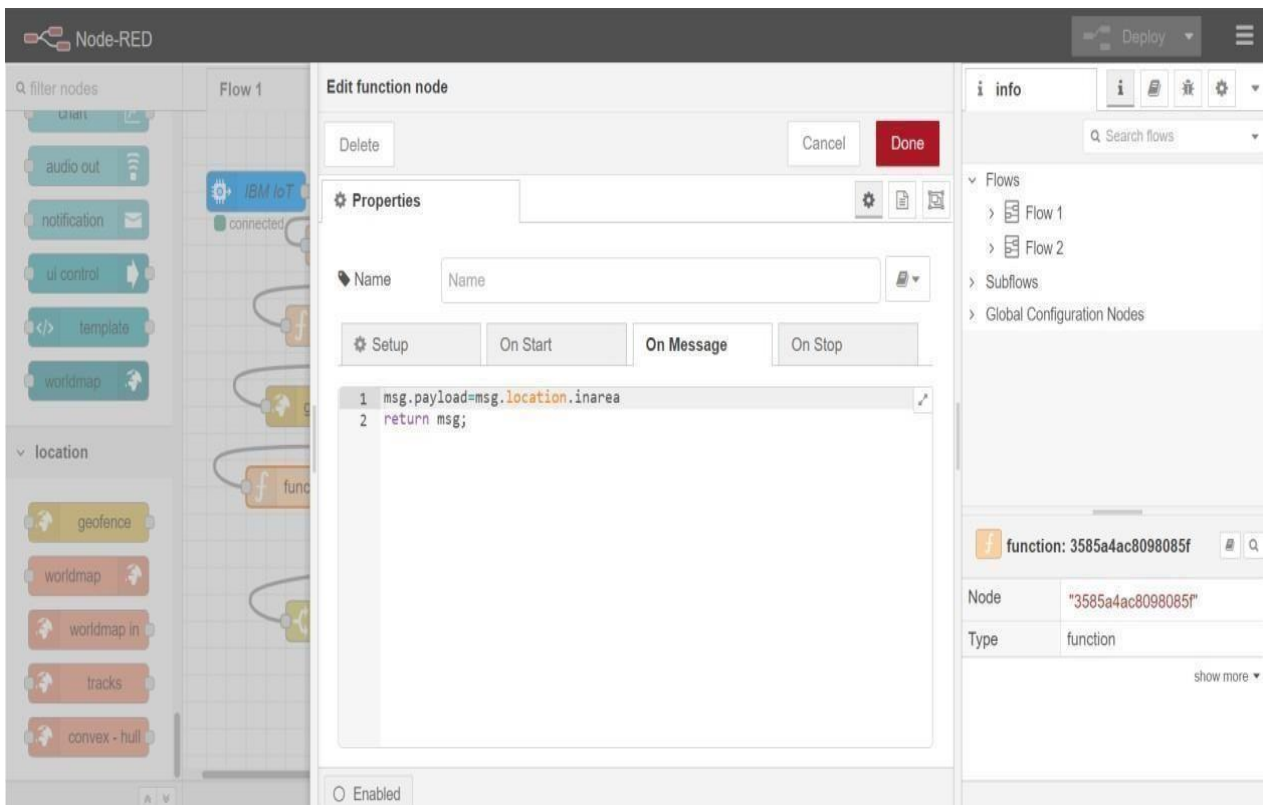 Node-RED
Deploy
filter nodes
chart
audio out
notification
ui control
</> template
worldmap
location
geofence
worldmap
worldmap in
tracks
convex - hull
Flow 1
IBM IoT
connected
f
g
f func
Edit function node
Delete
Cancel
Done
Properties
Name
Name
Setup
On Start
On Message
On Stop
1 msg.payload=msg.location.inarea
2 return msg;
Enabled
i info
i
Search flows
Flows
Flow 1
Flow 2
Subflows
Global Configuration Nodes
f function: 3585a4ac8098085f
Node "3585a4ac8098085f"
Type function
show more